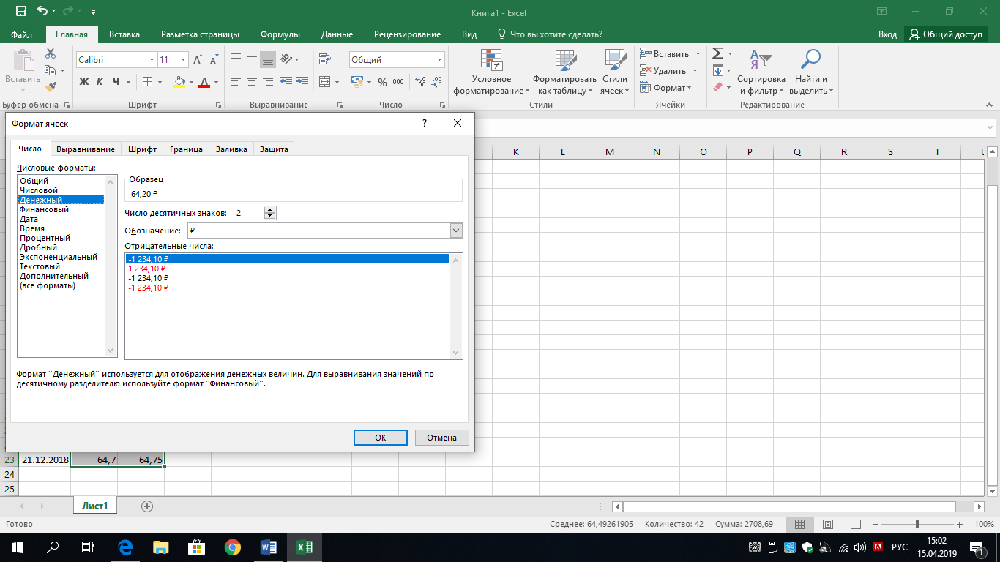 Книга1 - Excel
Файл Главная Вставка Разметка страницы Формулы Данные Рецензирование Вид Что вы хотите сделать? Вход Общий доступ
Вставить
Calibri 11
Ж К Ч А
Общий
% 000
Условное форматирование
Форматировать как таблицу
Стили ячеек
Вставить
Удалить
Формат
Сортировка и фильтр
Найти и выделить
Буфер обмена Шрифт Выравнивание Число Стили Ячейки Редактирование
Формат ячеек ?
Число Выравнивание Шрифт Граница Заливка Защита
Числовые форматы:
Общий
Числовой
Денежный
Финансовый
Дата
Время
Процентный
Дробный
Экспоненциальный
Текстовый
Дополнительный
(все форматы)
Образец
64,20 ₽
Число десятичных знаков: 2
Обозначение: ₽
Отрицательные числа:
-1 234,10 ₽
1 234,10 ₽
-1 234,10 ₽
-1 234,10 ₽
Формат "Денежный" используется для отображения денежных величин. Для выравнивания значений по
десятичному разделителю используйте формат "Финансовый".
ОК Отмена
K L M N O P Q R S T
23 21.12.2018 64,7 64,75
24
25
Лист1
Готово Среднее: 64,49261905 Количество: 42 Сумма: 2708,69 100%
РУС 15:02
15.04.2019
1